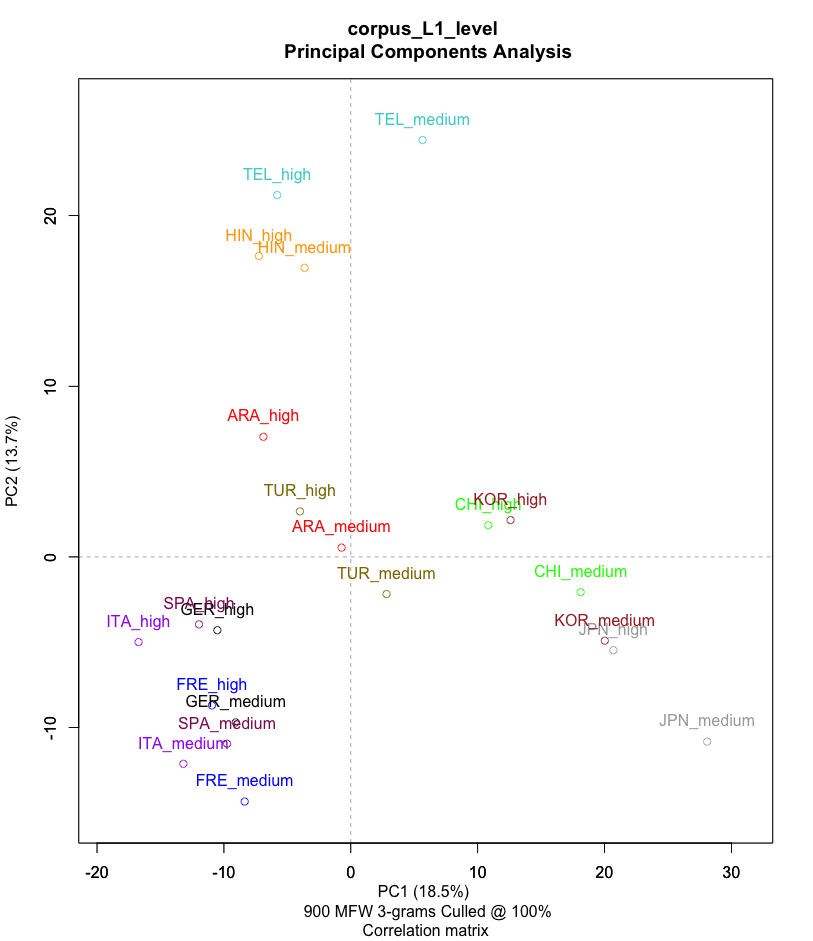 corpus_L1_level
Principal Components Analysis
TEL_medium
TEL_high
HIN_high
HIN_medium
ARA_high
TUR_high
KOR_high
CHI_high
ARA_medium
TUR_medium
CHI_medium
SPA_high
GER_high
ITA_high
KOR_medium
JPN_high
FRE_high
GER_medium
SPA_medium
JPN_medium
ITA_medium
FRE_medium
20
10
0
-10
PC2 (13.7%)
-20
-10
0
10
20
30
PC1 (18.5%)
900 MFW 3-grams Culled @ 100%
Correlation matrix